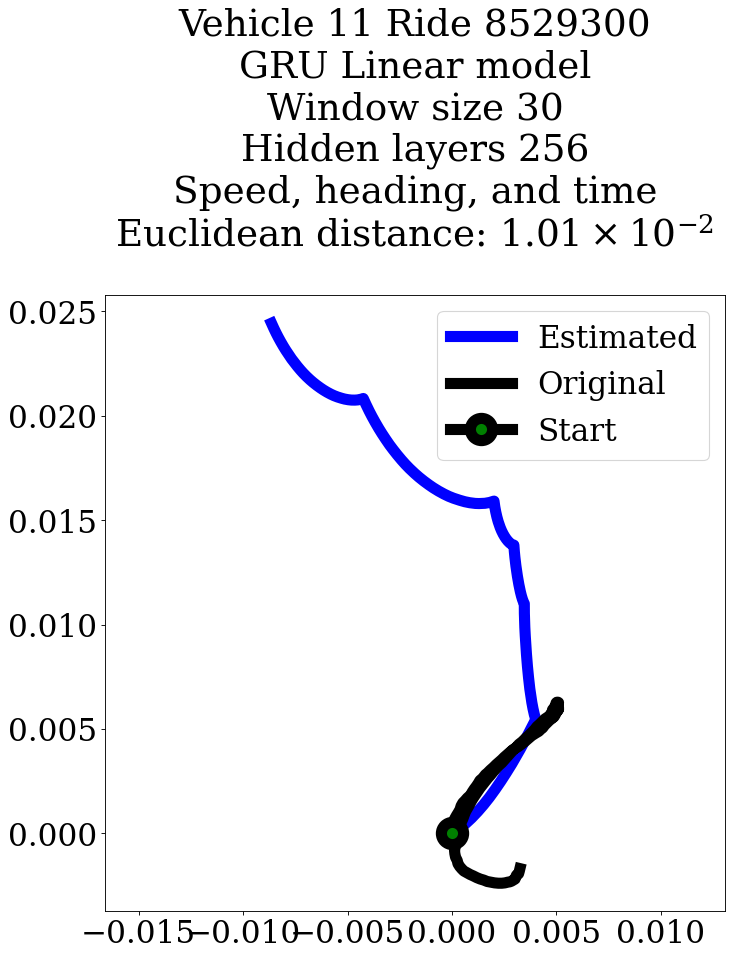 Vehicle 11 Ride 8529300
GRU Linear model
Window size 30
Hidden layers 256
Speed, heading, and time
Euclidean distance: 1.01 × 10⁻²
Estimated
Original
Start
0.025
0.020
0.015
0.010
0.005
0.000
−0.015 −0.010 −0.005 0.000 0.005 0.010